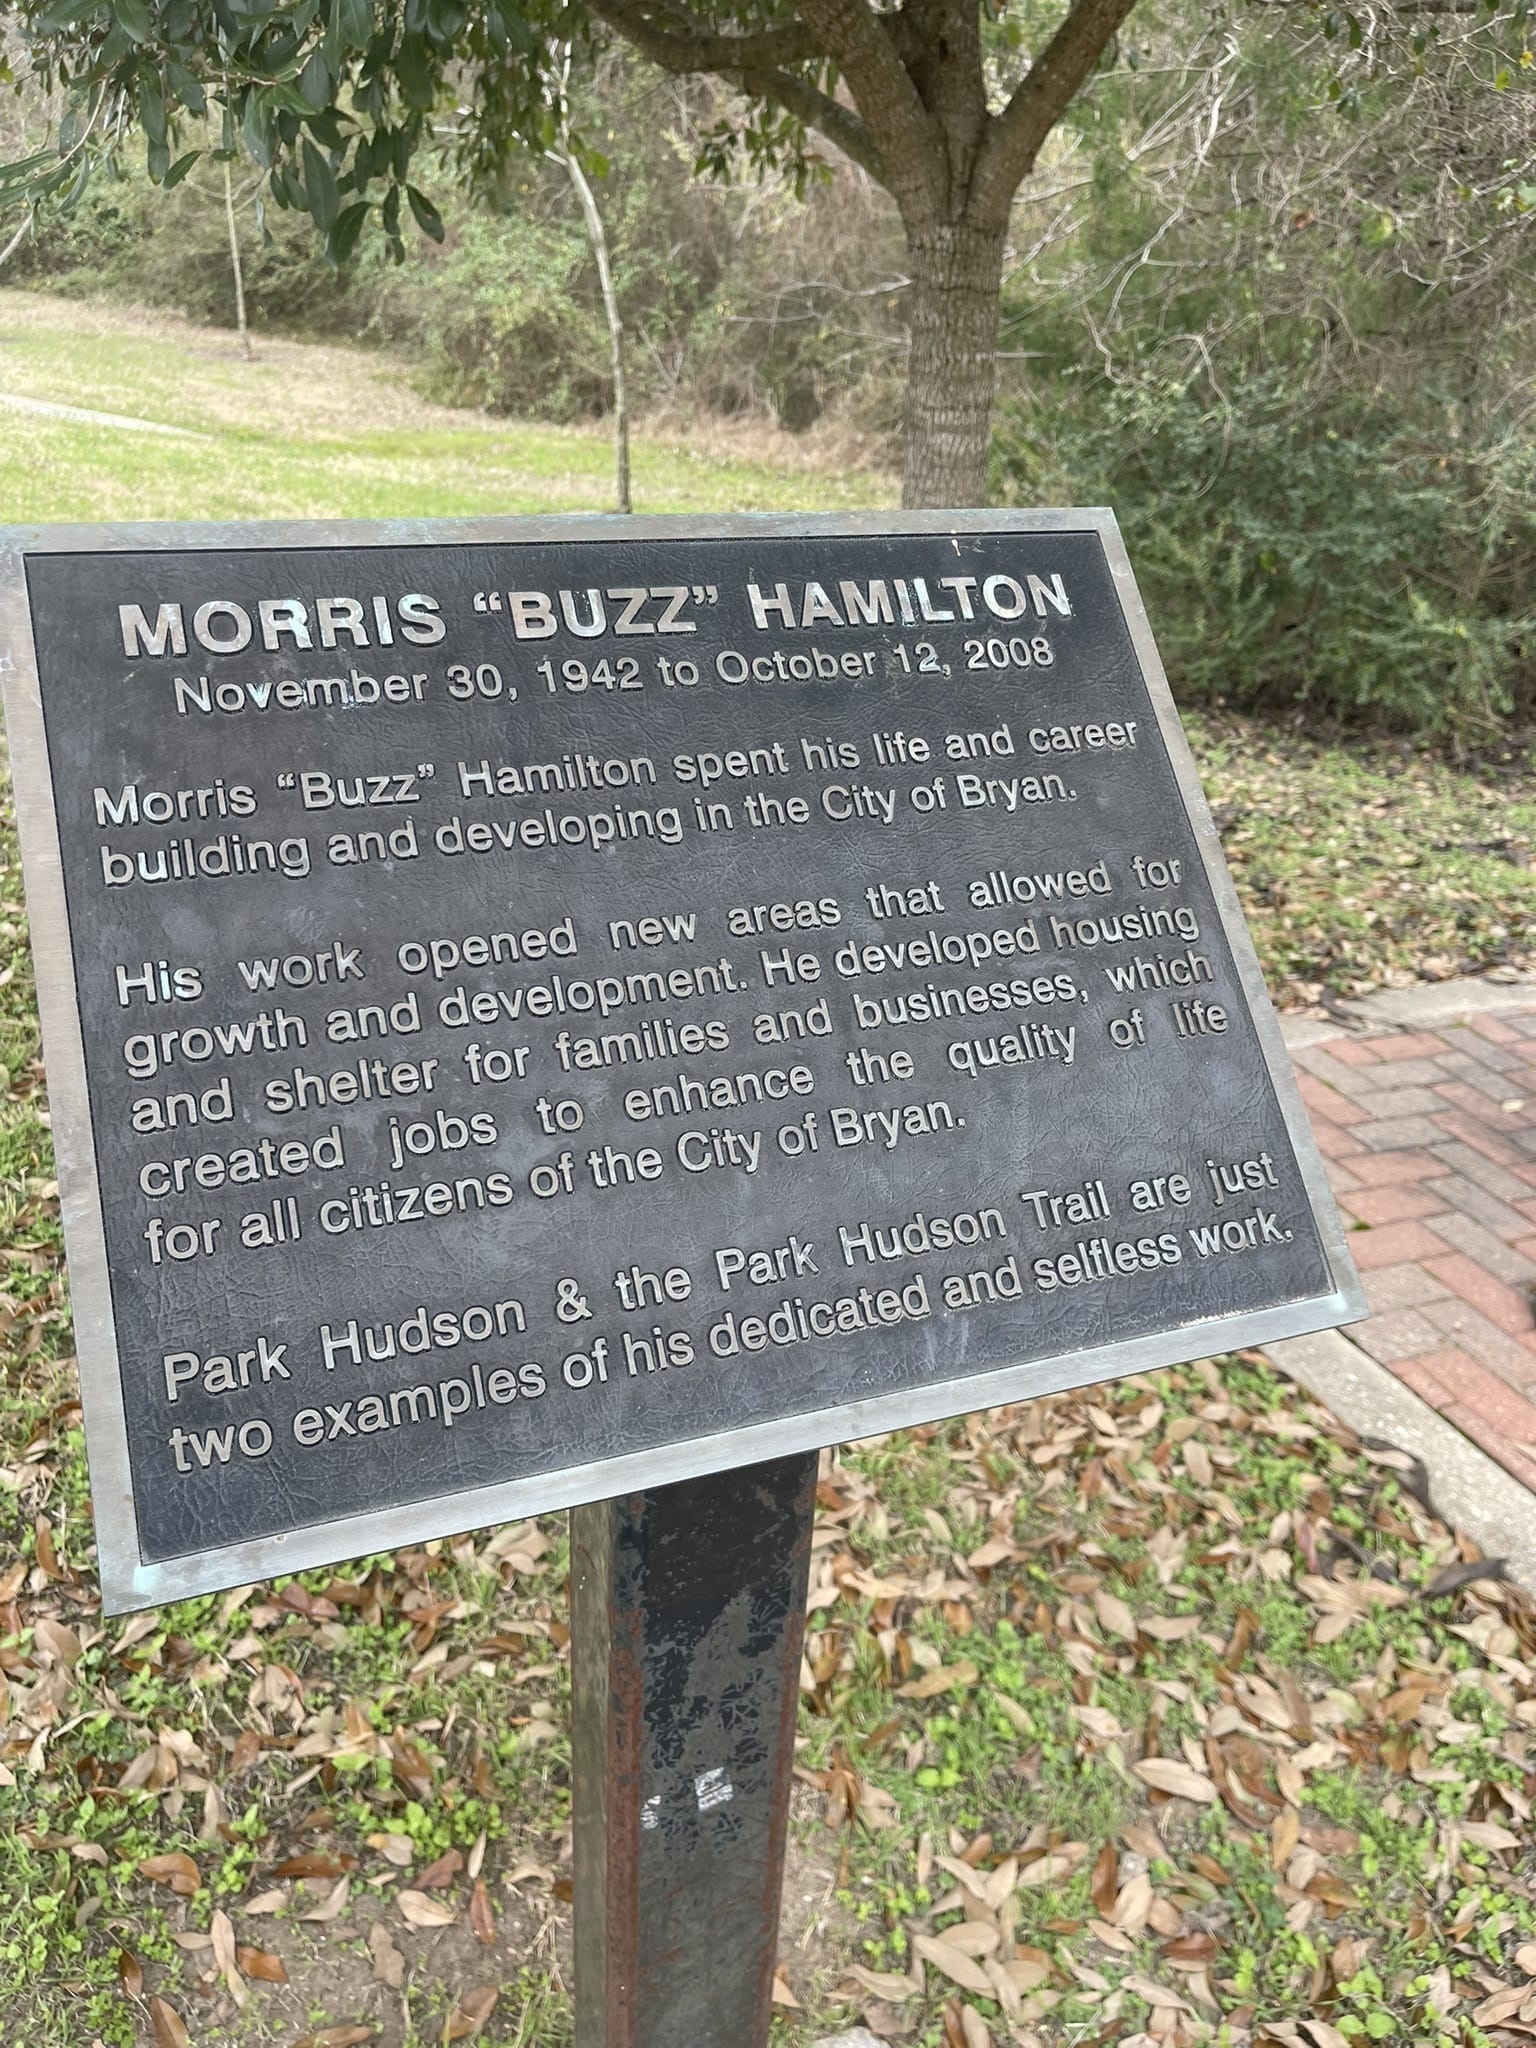 MORRIS “BUZZ” HAMILTON
November 30, 1942 to October 12, 2008
Morris “Buzz” Hamilton spent his life and career
building and developing in the City of Bryan.
His work opened new areas that allowed for
growth and development. He developed housing
and shelter for families and businesses, which
created jobs to enhance the quality of life
for all citizens of the City of Bryan.
Park Hudson & the Park Hudson Trail are just
two examples of his dedicated and selfless work.